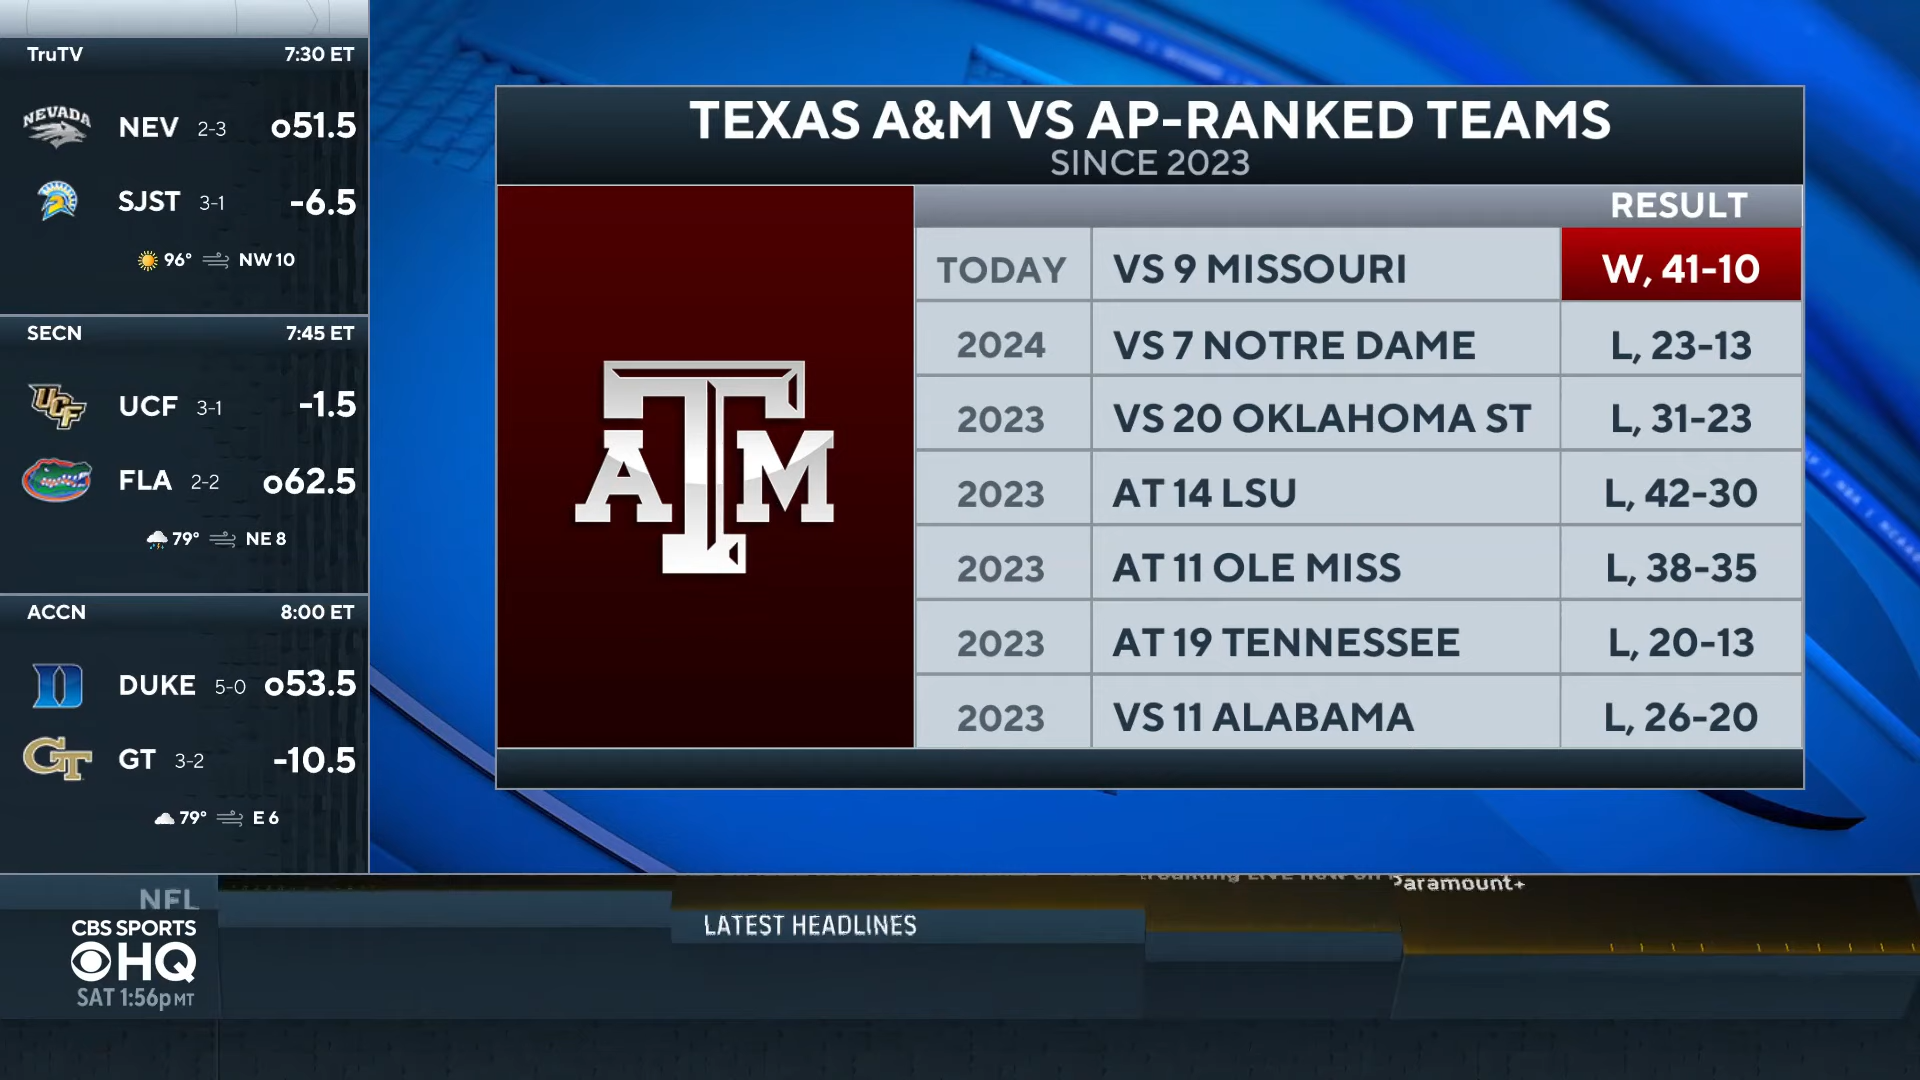 TruTV 7:30 ET
NEVADA
NEV 2-3 o51.5
SJST 3-1 -6.5
96° NW 10
SECN 7:45 ET
UCF
UCF 3-1 -1.5
FLA 2-2 o62.5
79° NE 8
ACCN 8:00 ET
D
DUKE 5-0 o53.5
GT
GT 3-2 -10.5
79° E 6
TEXAS A&M VS AP-RANKED TEAMS
SINCE 2023
ATM
RESULT
TODAY VS 9 MISSOURI W, 41-10
2024 VS 7 NOTRE DAME L, 23-13
2023 VS 20 OKLAHOMA ST L, 31-23
2023 AT 14 LSU L, 42-30
2023 AT 11 OLE MISS L, 38-35
2023 AT 19 TENNESSEE L, 20-13
2023 VS 11 ALABAMA L, 26-20
NFL
CBS SPORTS
HQ
SAT 1:56p MT
LATEST HEADLINES
Paramount+